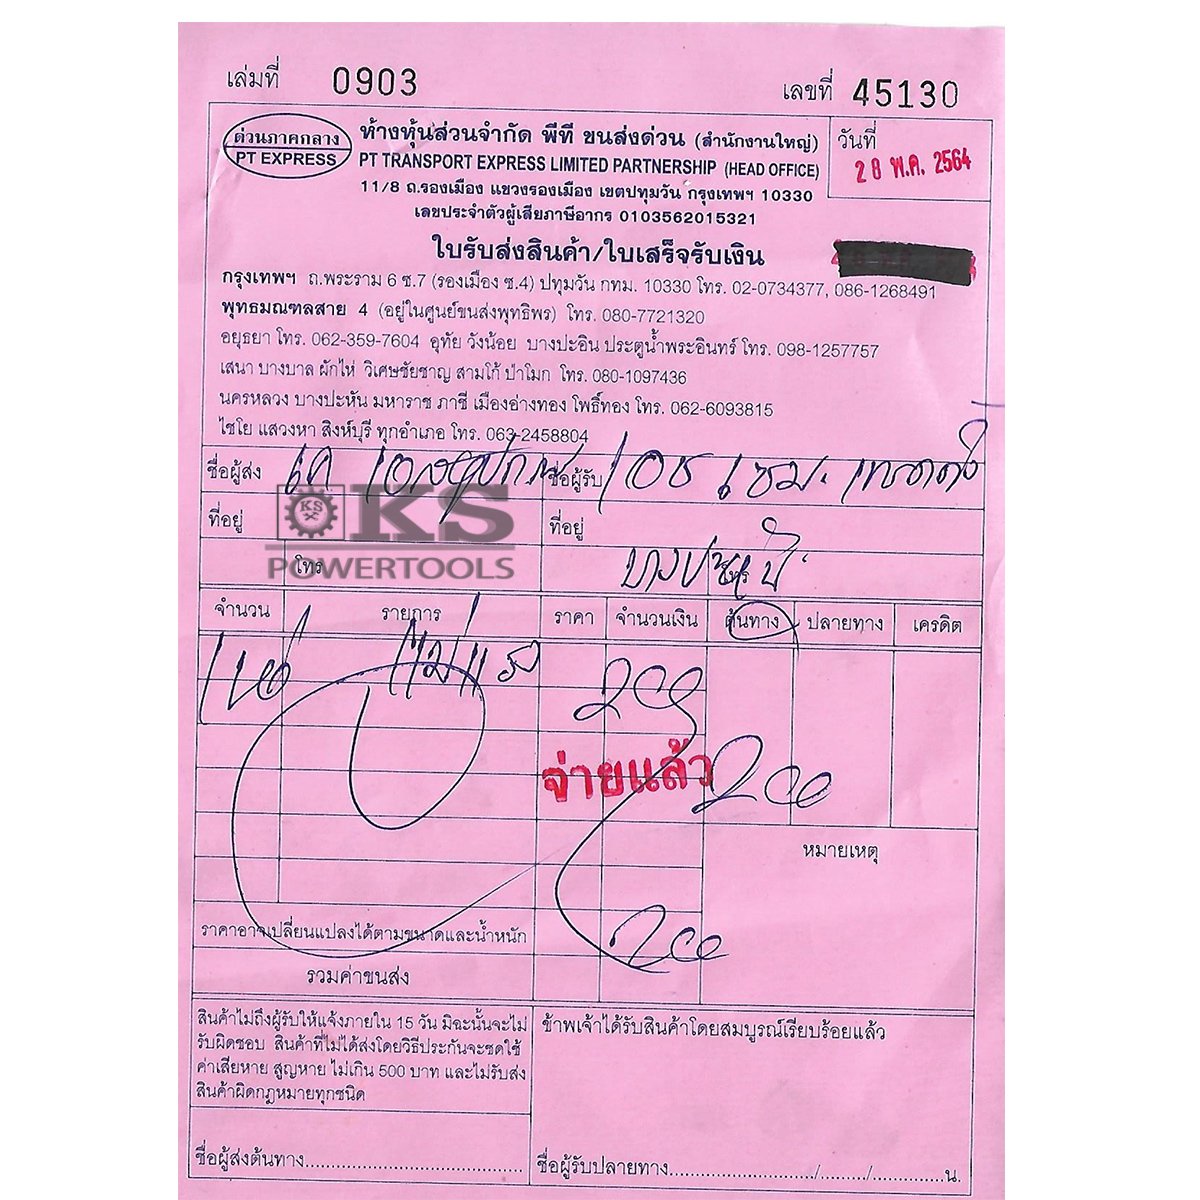 เล่มที่ 0903 เลขที่ 45130
ด่วนภาคกลาง
PT EXPRESS
ห้างหุ้นส่วนจำกัด พีที ขนส่งด่วน (สำนักงานใหญ่)
PT TRANSPORT EXPRESS LIMITED PARTNERSHIP (HEAD OFFICE)
11/8 ถ.รองเมือง แขวงรองเมือง เขตปทุมวัน กรุงเทพฯ 10330
เลขประจำตัวผู้เสียภาษีอากร 0103562015321
วันที่
28 พ.ค. 2564
ใบรับส่งสินค้า/ใบเสร็จรับเงิน
กรุงเทพฯ ถ.พระราม 6 ซ.7 (รองเมือง ซ.4) ปทุมวัน กทม. 10330 โทร. 02-0734377, 086-1268491
พุทธมณฑลสาย 4 (อยู่ในศูนย์ขนส่งพุทธิพร) โทร. 080-7721320
อยุธยา โทร. 062-359-7604 อุทัย วังน้อย บางปะอิน ประตูน้ำพระอินทร์ โทร. 098-1257757
เสนา บางบาล ผักไห่ วิเศษชัยชาญ สามโก้ ป่าโมก โทร. 080-1097436
นครหลวง บางปะหัน มหาราช ภาชี เมืองอ่างทอง โพธิ์ทอง โทร. 062-6093815
ไชโย แสวงหา สิงห์บุรี ทุกอำเภอ โทร. 063-2458804
ชื่อผู้ส่ง ชื่อผู้รับ
ที่อยู่ ที่อยู่
โทร
KS
KS
POWERTOOLS
จำนวน รายการ ราคา จำนวนเงิน ต้นทาง ปลายทาง เครดิต
แม่แรง 200
จ่ายแล้ว 200
หมายเหตุ
ราคาอาจเปลี่ยนแปลงได้ตามขนาดและน้ำหนัก 200
รวมค่าขนส่ง
สินค้าไม่ถึงผู้รับให้แจ้งภายใน 15 วัน มิฉะนั้นจะไม่
รับผิดชอบ สินค้าที่ไม่ได้ส่งโดยวิธีประกันจะชดใช้
ค่าเสียหาย สูญหาย ไม่เกิน 500 บาท และไม่รับส่ง
สินค้าผิดกฎหมายทุกชนิด
ข้าพเจ้าได้รับสินค้าโดยสมบูรณ์เรียบร้อยแล้ว
ชื่อผู้ส่งต้นทาง........................................
ชื่อผู้รับปลายทาง............................/........../..............น.